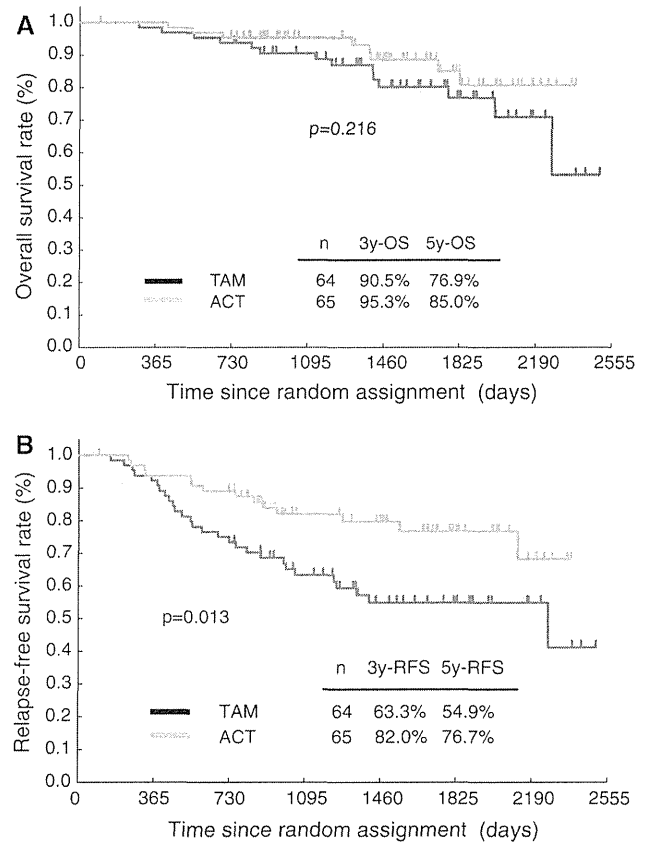 A
Overall survival rate (%)
1.0
0.9
0.8
0.7
0.6
0.5
0.4
0.3
0.2
0.1
0.0
p=0.216
n 3y-OS 5y-OS
TAM 64 90.5% 76.9%
ACT 65 95.3% 85.0%
0 365 730 1095 1460 1825 2190 2555
Time since random assignment (days)
B
Relapse-free survival rate (%)
1.0
0.9
0.8
0.7
0.6
0.5
0.4
0.3
0.2
0.1
0.0
p=0.013
n 3y-RFS 5y-RFS
TAM 64 63.3% 54.9%
ACT 65 82.0% 76.7%
0 365 730 1095 1460 1825 2190 2555
Time since random assignment (days)